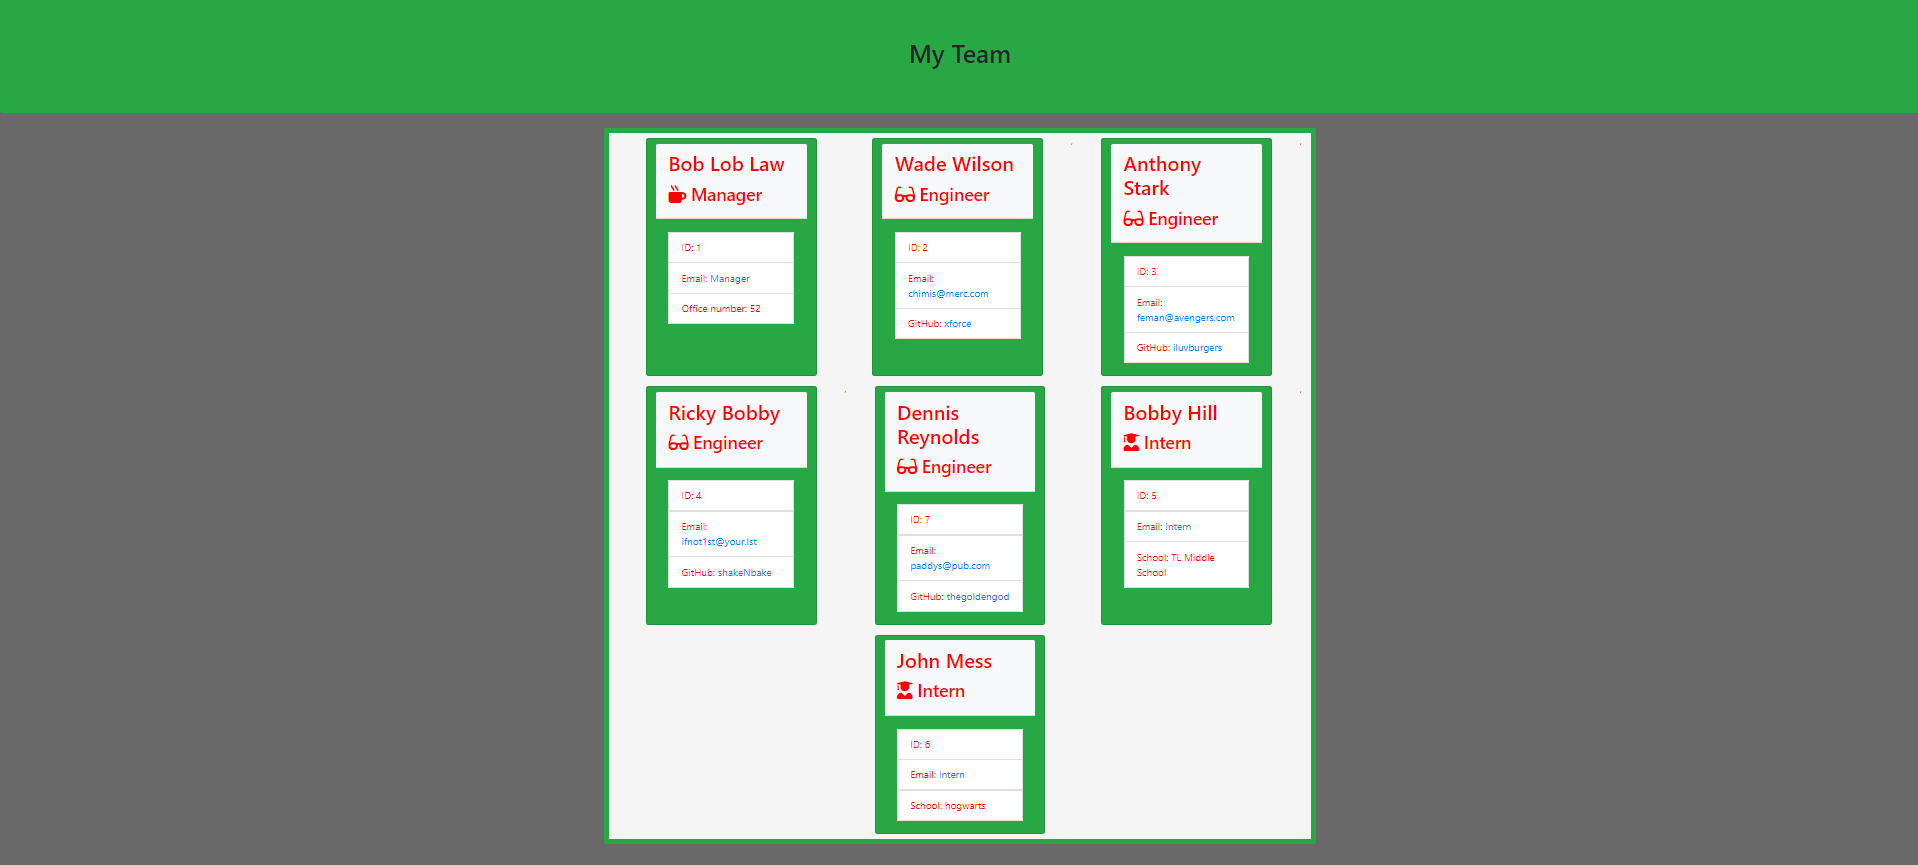 My Team
Bob Lob Law
Manager
ID: 1
Email: Manager
Office number: 52
Wade Wilson
Engineer
ID: 2
Email:
chimis@merc.com
GitHub: xforce
Anthony
Stark
Engineer
ID: 3
Email:
feman@avengers.com
GitHub: iluvburgers
Ricky Bobby
Engineer
ID: 4
Email:
ifnot1st@your.lst
GitHub: shakeNbake
Dennis
Reynolds
Engineer
ID: 7
Email:
paddys@pub.com
GitHub: thegoldengod
Bobby Hill
Intern
ID: 5
Email: Intern
School: TL Middle
School
John Mess
Intern
ID: 6
Email: Intern
School: hogwarts